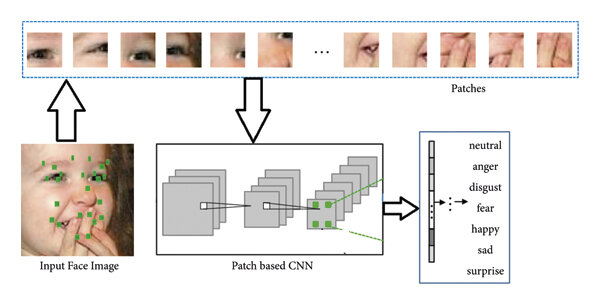 Patches
Input Face Image
Patch based CNN
neutral
anger
disgust
fear
happy
sad
surprise